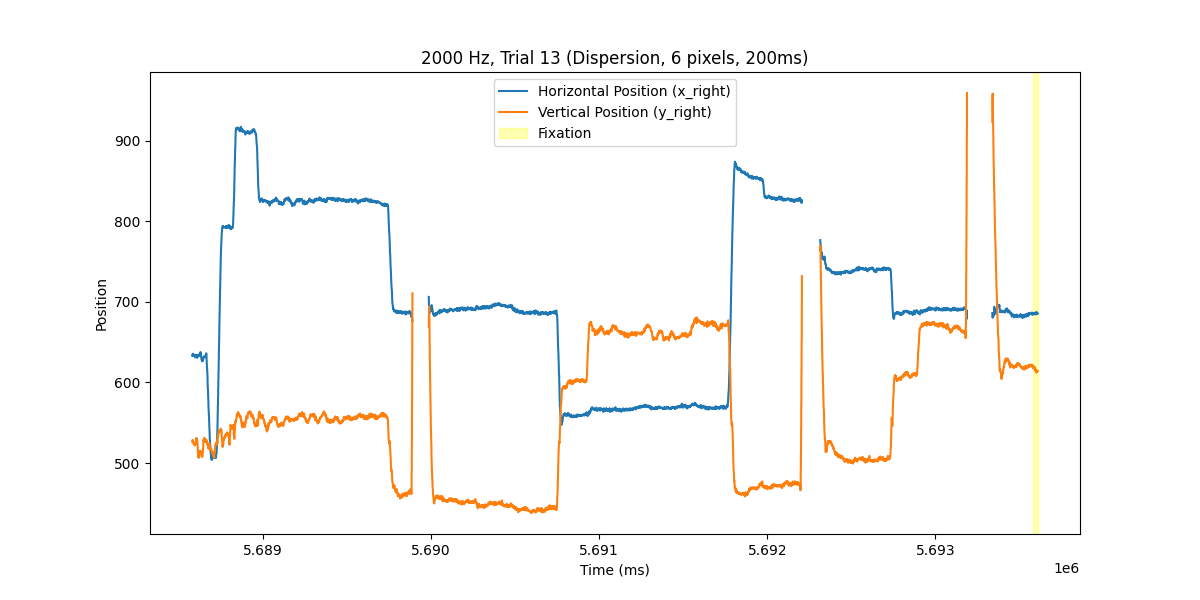 2000 Hz, Trial 13 (Dispersion, 6 pixels, 200ms)
Horizontal Position (x_right)
Vertical Position (y_right)
Fixation
Position
900
800
700
600
500
5.689 5.690 5.691 5.692 5.693
1e6
Time (ms)